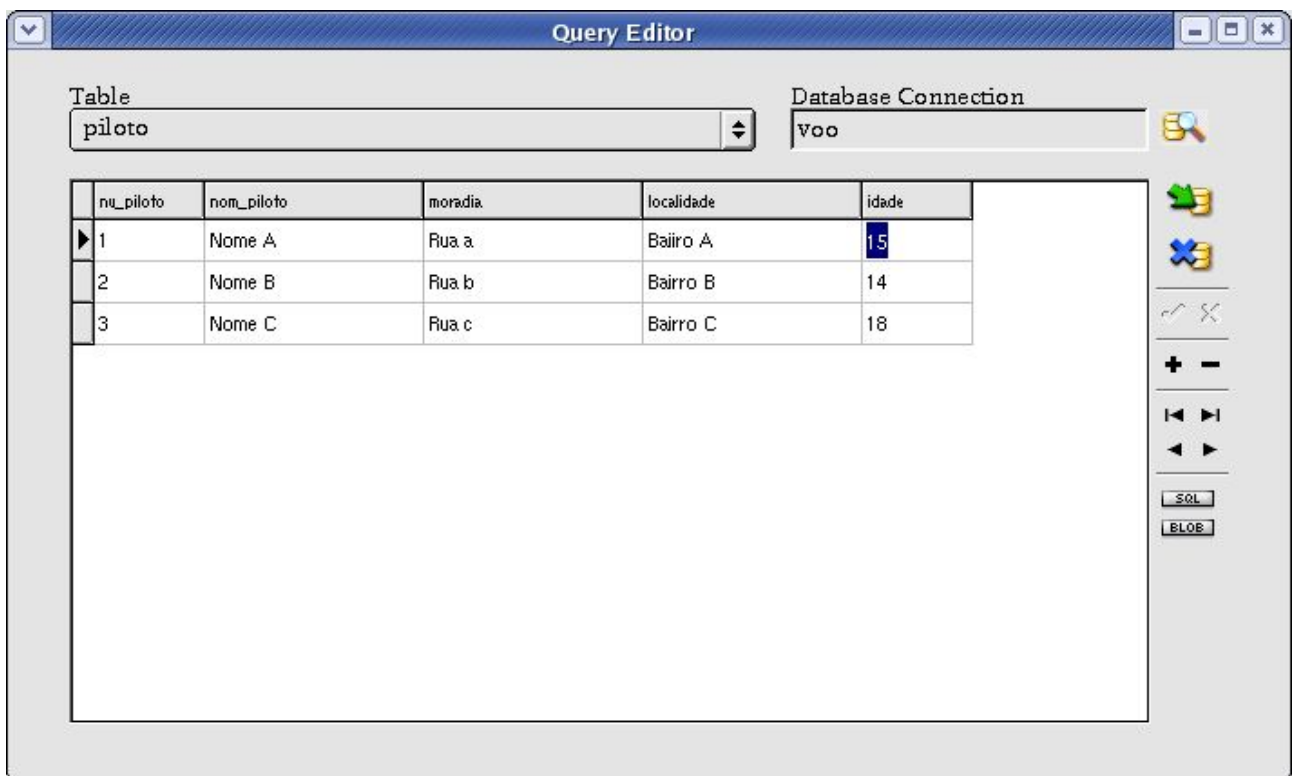 Query Editor
Table Database Connection
piloto voo
nu_piloto nom_piloto moradia localidade idade
1 Nome A Rua a Baiiro A 15
2 Nome B Rua b Bairro B 14
3 Nome C Rua c Bairro C 18
SQL
BLOB